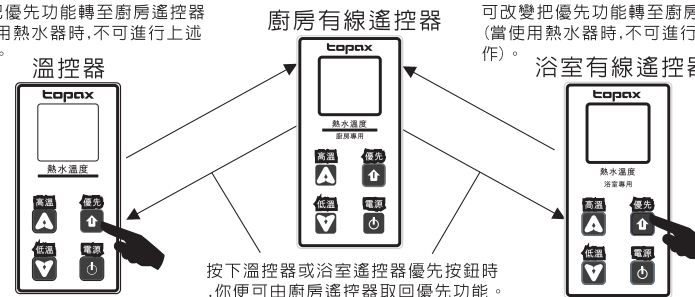 把優先功能轉至廚房遙控器
用熱水器時,不可進行上述
。
溫控器
topax
熱水溫度
高溫
優先
低溫
電源
廚房有線遙控器
topax
熱水溫度
廚房專用
高溫
優先
低溫
電源
可改變把優先功能轉至廚房
(當使用熱水器時,不可進行
作)。
浴室有線遙控器
topax
熱水溫度
浴室專用
高溫
優先
低溫
電源
按下溫控器或浴室遙控器優先按鈕時
,你便可由廚房遙控器取回優先功能。